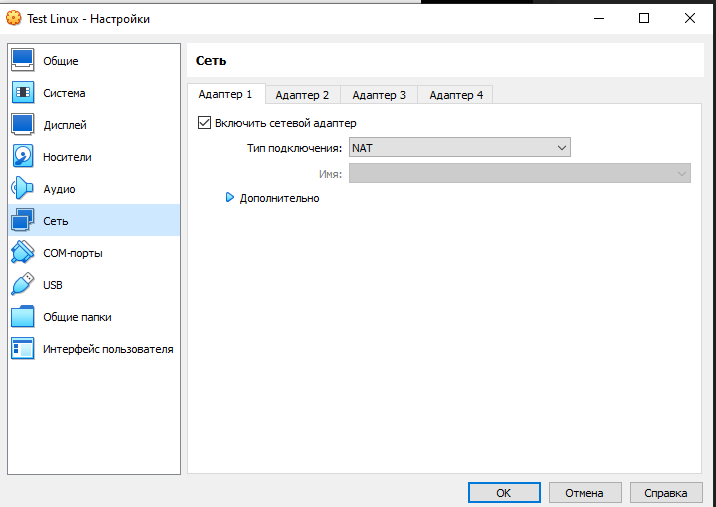 Test Linux - Настройки
Общие
Система
Дисплей
Носители
Аудио
Сеть
COM-порты
USB
Общие папки
Интерфейс пользователя
Сеть
Адаптер 1 Адаптер 2 Адаптер 3 Адаптер 4
Включить сетевой адаптер
Тип подключения: NAT
Имя:
Дополнительно
OK Отмена Справка